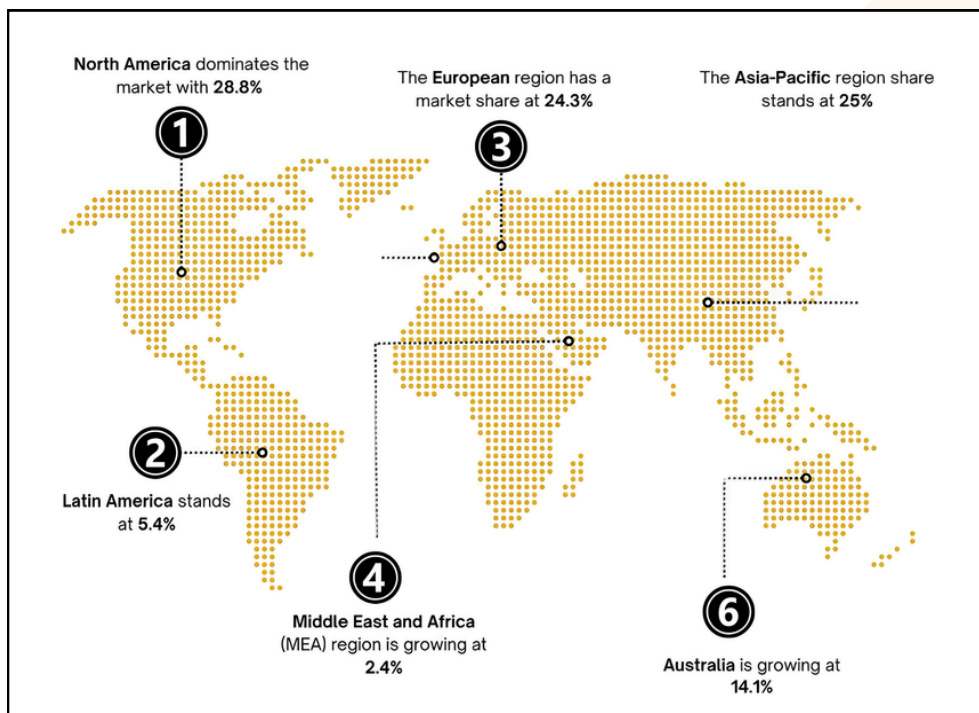 North America dominates the
market with 28.8%
1
The European region has a
market share at 24.3%
3
The Asia-Pacific region share
stands at 25%
2
Latin America stands
at 5.4%
4
Middle East and Africa
(MEA) region is growing at
2.4%
6
Australia is growing at
14.1%